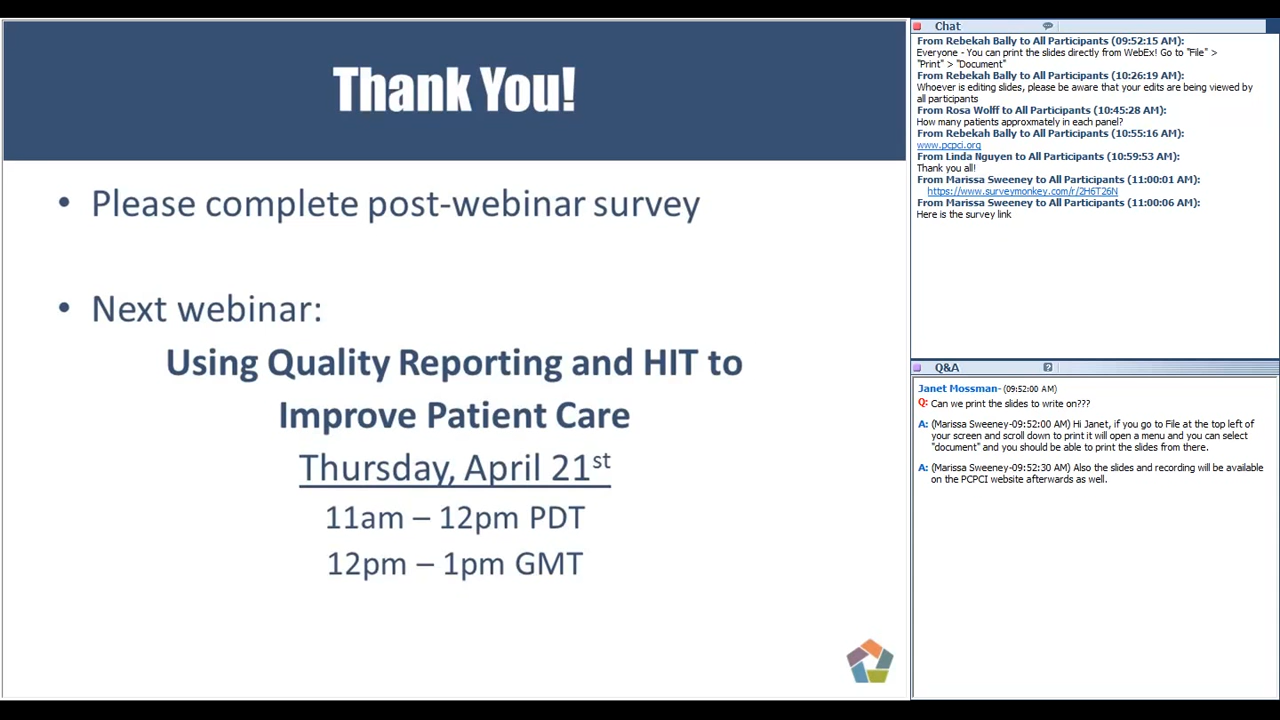 Thank You!
• Please complete post-webinar survey
• Next webinar:
Using Quality Reporting and HIT to
Improve Patient Care
Thursday, April 21st
11am – 12pm PDT
12pm – 1pm GMT
Chat
From Rebekah Bally to All Participants (09:52:15 AM):
Everyone - You can print the slides directly from WebEx! Go to "File" >
"Print" > "Document"
From Rebekah Bally to All Participants (10:26:19 AM):
Whoever is editing slides, please be aware that your edits are being viewed by
all participants
From Rosa Wolff to All Participants (10:45:28 AM):
How many patients approxmately in each panel?
From Rebekah Bally to All Participants (10:55:16 AM):
www.pcpci.org
From Linda Nguyen to All Participants (10:59:53 AM):
Thank you all!
From Marissa Sweeney to All Participants (11:00:01 AM):
https://www.surveymonkey.com/r/2H6T26N
From Marissa Sweeney to All Participants (11:00:06 AM):
Here is the survey link
Q&A
Janet Mossman- (09:52:00 AM)
Q: Can we print the slides to write on???
A: (Marissa Sweeney-09:52:00 AM) Hi Janet, if you go to File at the top left of
your screen and scroll down to print it will open a menu and you can select
"document" and you should be able to print the slides from there.
A: (Marissa Sweeney-09:52:30 AM) Also the slides and recording will be available
on the PCPCI website afterwards as well.